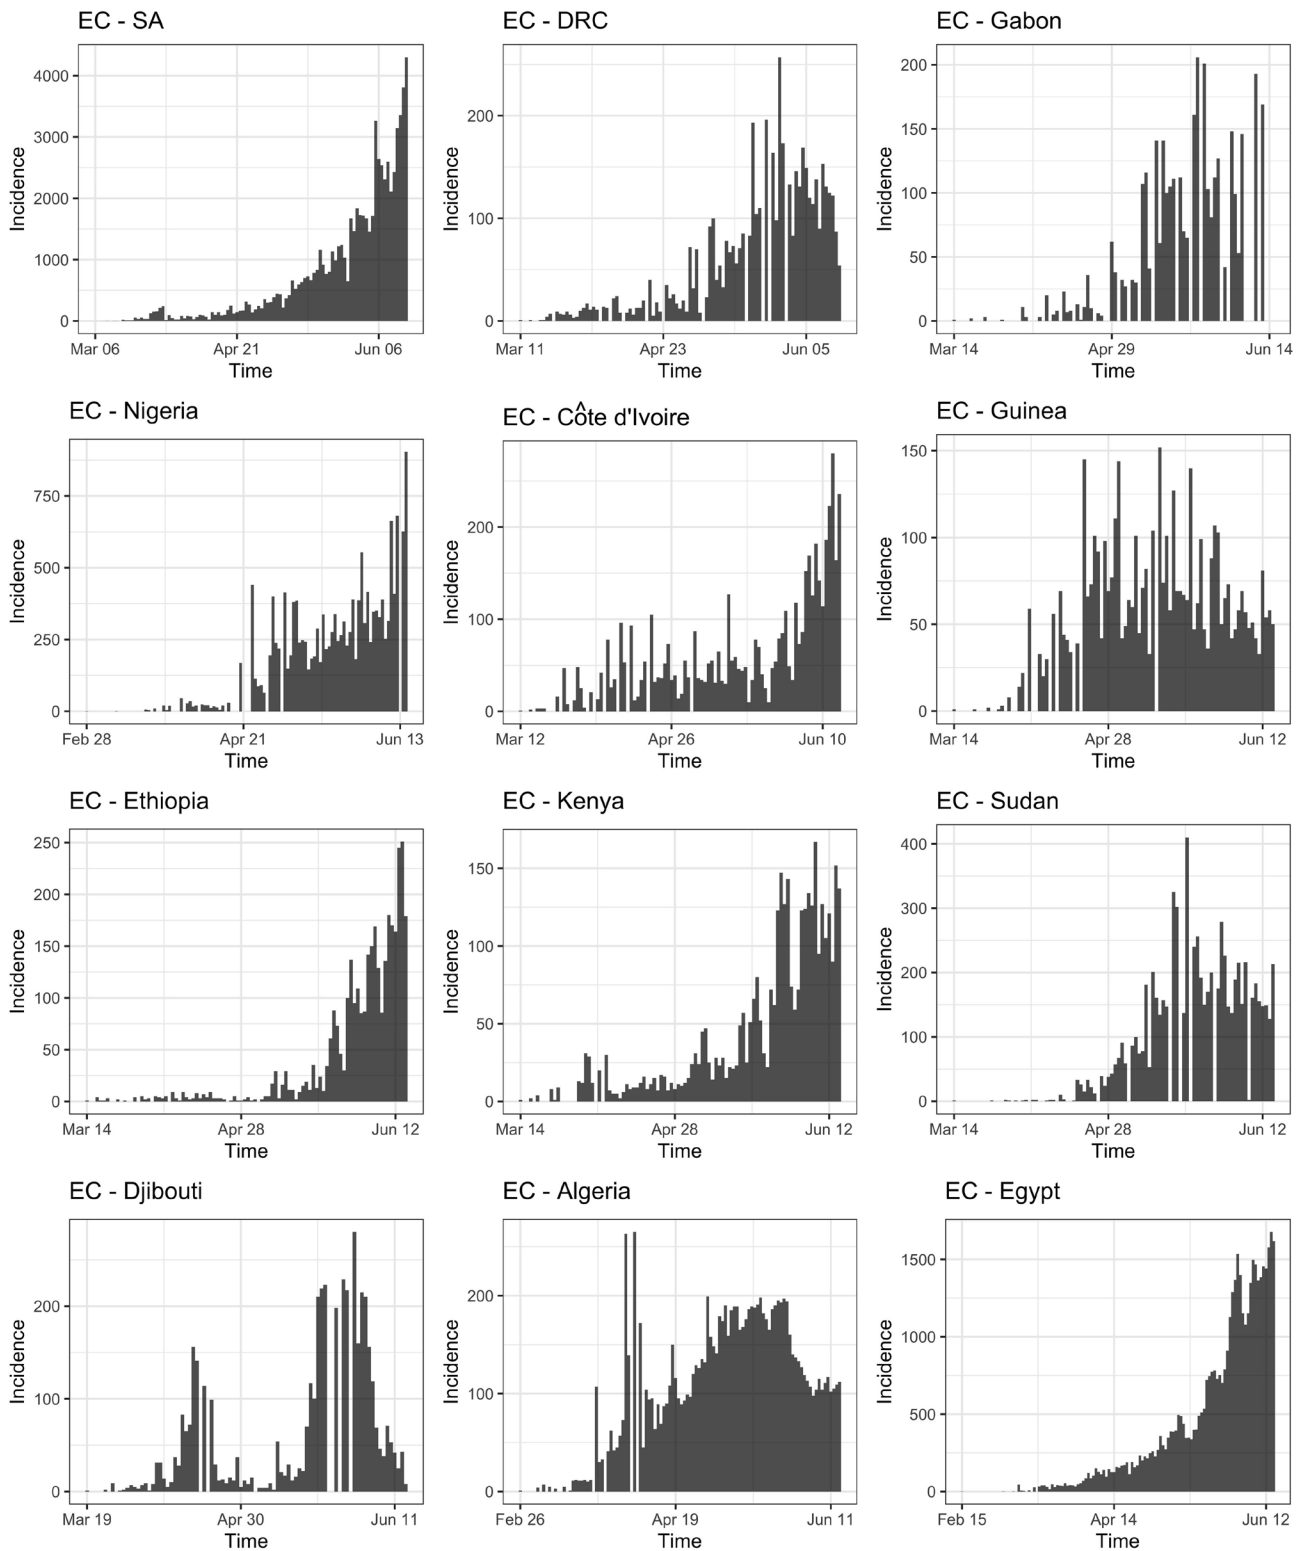 EC - SA
EC - DRC
EC - Gabon
Incidence
4000
3000
2000
1000
0
Mar 06
Apr 21
Jun 06
Time
Incidence
200
100
0
Mar 11
Apr 23
Jun 05
Time
Incidence
200
150
100
50
0
Mar 14
Apr 29
Jun 14
Time
EC - Nigeria
EC - Côte d'Ivoire
EC - Guinea
Incidence
750
500
250
0
Feb 28
Apr 21
Jun 13
Time
Incidence
200
100
0
Mar 12
Apr 26
Jun 10
Time
Incidence
150
100
50
0
Mar 14
Apr 28
Jun 12
Time
EC - Ethiopia
EC - Kenya
EC - Sudan
Incidence
250
200
150
100
50
0
Mar 14
Apr 28
Jun 12
Time
Incidence
150
100
50
0
Mar 14
Apr 28
Jun 12
Time
Incidence
400
300
200
100
0
Mar 14
Apr 28
Jun 12
Time
EC - Djibouti
EC - Algeria
EC - Egypt
Incidence
200
100
0
Mar 19
Apr 30
Jun 11
Time
Incidence
200
100
0
Feb 26
Apr 19
Jun 11
Time
Incidence
1500
1000
500
0
Feb 15
Apr 14
Jun 12
Time